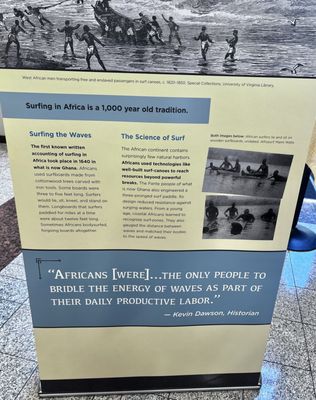 West African men transporting free and enslaved passengers in surf canoes, c. 1820-1850, Special Collections, University of Virginia Library.
Surfing in Africa is a 1,000 year old tradition.
Surfing the Waves
The first known written
accounting of Surfing in
Africa took place in 1640 in
what is now Ghana. Africans
used surfboards made from
cottonwood trees carved with
iron tools. Some boards were
three to five feet long. Surfers
would lie, sit, kneel, and stand on
them. Longboards that surfers
paddled for miles at a time
were about twelve feet long.
Sometimes Africans bodysurfed,
forgoing boards altogether.
The Science of Surf
The African continent contains
surprisingly few natural harbors.
Africans used technologies like
well-built surf-canoes to reach
resources beyond powerful
breaks. The Fante people of what
is now Ghana also engineered a
three pronged surf paddle. Its
design reduced resistance against
surging waters. From a young
age, coastal Africans learned to
recognize surf-zones. They also
gauged the distance between
waves and matched their bodies
to the speed of waves.
Both images below: Africans surfing lie and sit on
wooden surfboards, undated.
"AFRICANS [WERE]...THE ONLY PEOPLE TO
BRIDLE THE ENERGY OF WAVES AS PART OF
THEIR DAILY PRODUCTIVE LABOR."
— Kevin Dawson, Historian